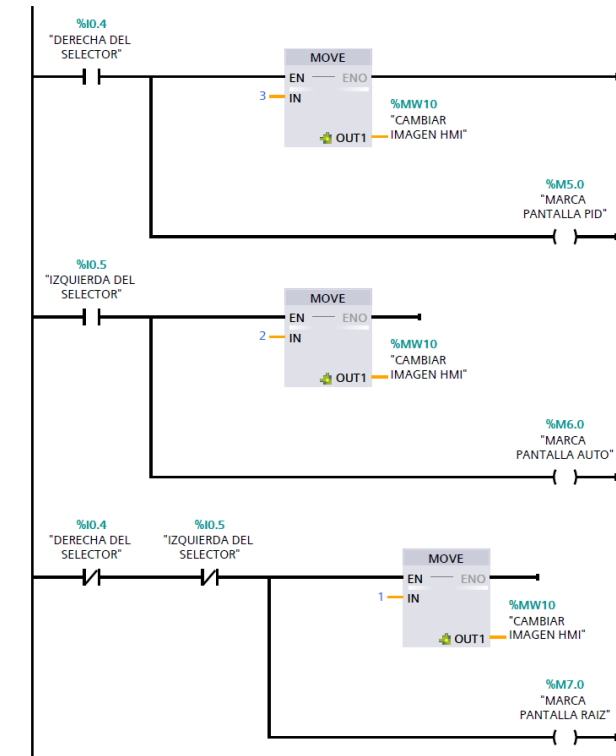 %I0.4
"DERECHA DEL
SELECTOR"
MOVE
EN
ENO
3
IN
%MW10
"CAMBIAR
IMAGEN HMI"
OUT1
%M5.0
"MARCA
PANTALLA PID"
%I0.5
"IZQUIERDA DEL
SELECTOR"
MOVE
EN
ENO
2
IN
%MW10
"CAMBIAR
IMAGEN HMI"
OUT1
%M6.0
"MARCA
PANTALLA AUTO"
%I0.4
"DERECHA DEL
SELECTOR"
%I0.5
"IZQUIERDA DEL
SELECTOR"
MOVE
EN
ENO
1
IN
%MW10
"CAMBIAR
IMAGEN HMI"
OUT1
%M7.0
"MARCA
PANTALLA RAIZ"